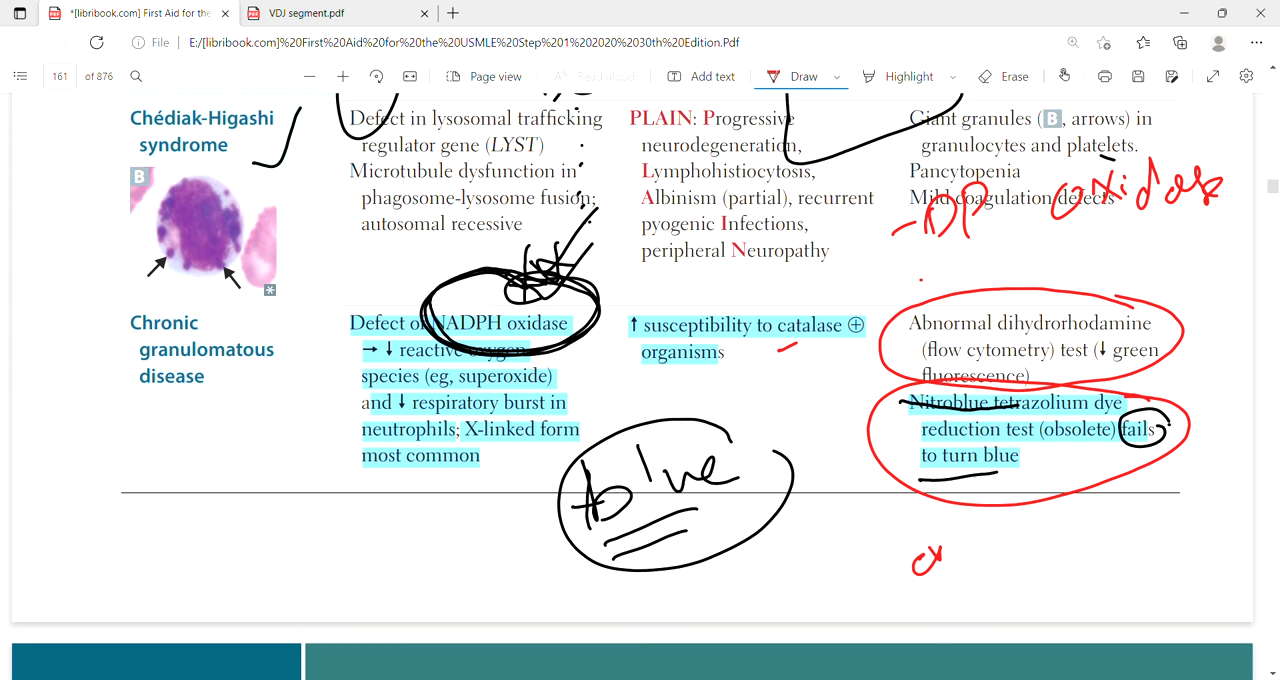 *[libribook.com] First Aid for the
VDJ segment.pdf
File
E:/[libribook.com]%20First%20Aid%20for%20the%20USMLE%20Step%201%202020%2030th%20Edition.Pdf
161 of 876
Page view
Read aloud
Add text
Draw
Highlight
Erase
Chédiak-Higashi
syndrome
B
Defect in lysosomal trafficking
regulator gene (LYST)
Microtubule dysfunction in
phagosome-lysosome fusion;
autosomal recessive
PLAIN: Progressive
neurodegeneration,
Lymphohistiocytosis,
Albinism (partial), recurrent
pyogenic Infections,
peripheral Neuropathy
Giant granules (B, arrows) in
granulocytes and platelets.
Pancytopenia
Mild coagulation defects
DP oxidase
Chronic
granulomatous
disease
Defect of NADPH oxidase
→ ↓ reactive oxygen
species (eg, superoxide)
and ↓ respiratory burst in
neutrophils; X-linked form
most common
↑ susceptibility to catalase ⊕
organisms
Abnormal dihydrorhodamine
(flow cytometry) test (↓ green
fluorescence)
Nitroblue tetrazolium dye
reduction test (obsolete) fails
to turn blue
blue